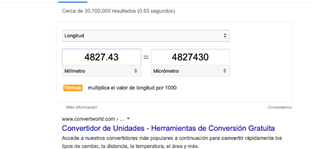 Cerca de 30,100,000 resultados (0.53 segundos)
Longitud
4827.43 = 4827430
Milímetro Micrómetro
Fórmula multiplica el valor de longitud por 1000
Más información Comentarios
www.convertworld.com › ...
Convertidor de Unidades - Herramientas de Conversión Gratuita
Accede a nuestros convertidores más populares a continuación para convertir rápidamente los
tipos de cambio, la distancia, la temperatura, el área y más.